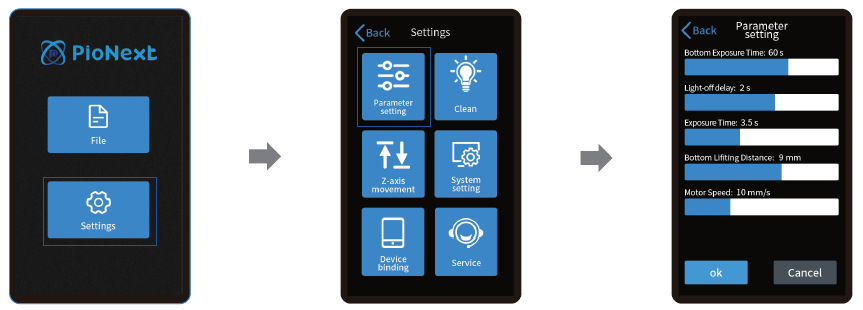 PioNext
File
Settings
Back
Settings
Parameter
setting
Clean
Z-axis
movement
System
setting
Device
binding
Service
Back
Parameter
setting
Bottom Exposure Time: 60 s
Light-off delay: 2 s
Exposure Time: 3.5 s
Bottom Lifiting Distance: 9 mm
Motor Speed: 10 mm/s
ok
Cancel